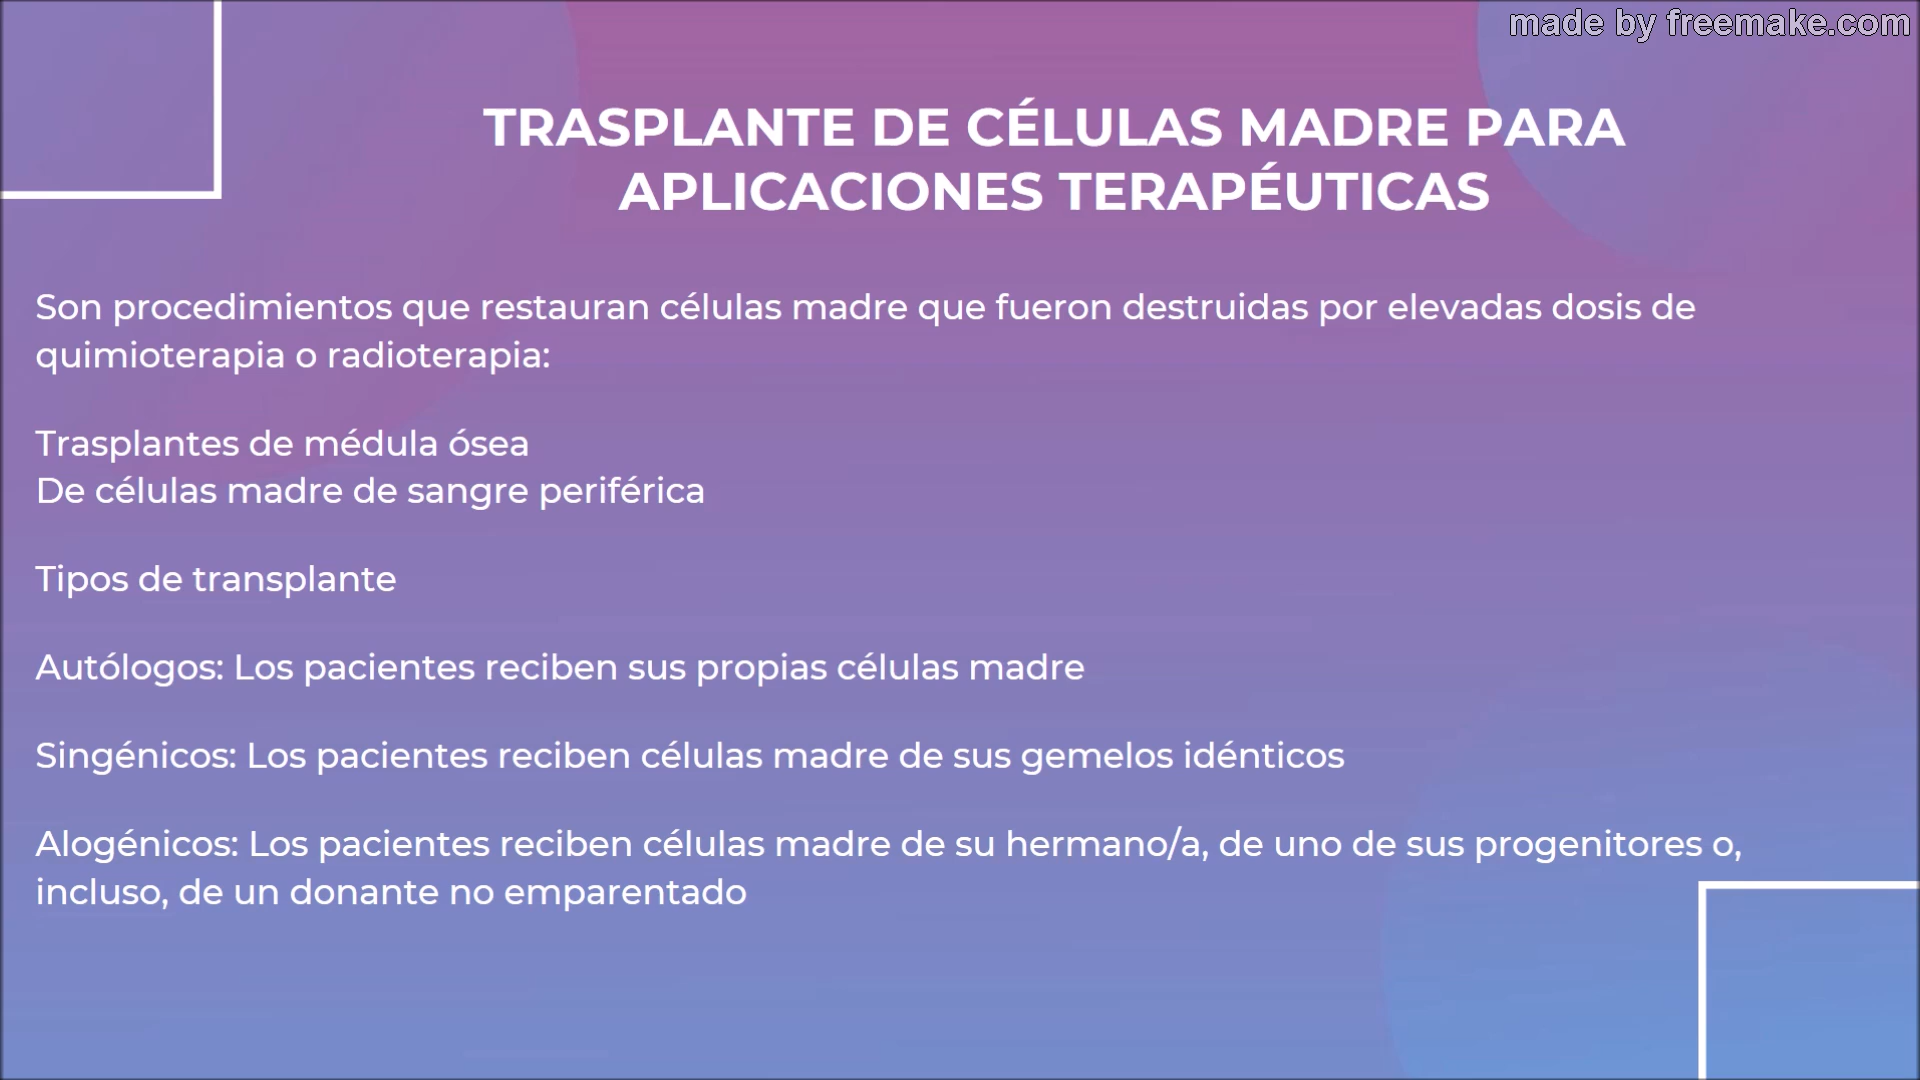 made by freemake.com
TRASPLANTE DE CÉLULAS MADRE PARA
APLICACIONES TERAPÉUTICAS
Son procedimientos que restauran células madre que fueron destruidas por elevadas dosis de
quimioterapia o radioterapia:
Trasplantes de médula ósea
De células madre de sangre periférica
Tipos de transplante
Autólogos: Los pacientes reciben sus propias células madre
Singénicos: Los pacientes reciben células madre de sus gemelos idénticos
Alogénicos: Los pacientes reciben células madre de su hermano/a, de uno de sus progenitores o,
incluso, de un donante no emparentado